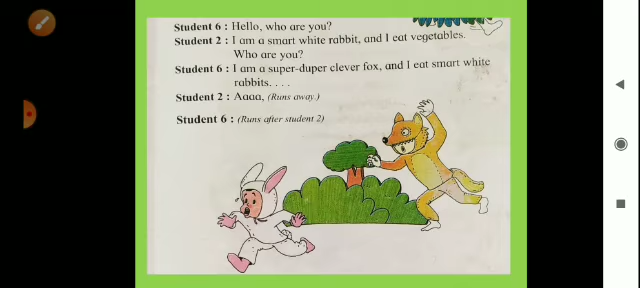 Student 6 : Hello, who are you?
Student 2 : I am a smart white rabbit, and I eat vegetables.
Who are you?
Student 6 : I am a super-duper clever fox, and I eat smart white
rabbits. . . .
Student 2 : Aaaa, (Runs away.)
Student 6 : (Runs after student 2)